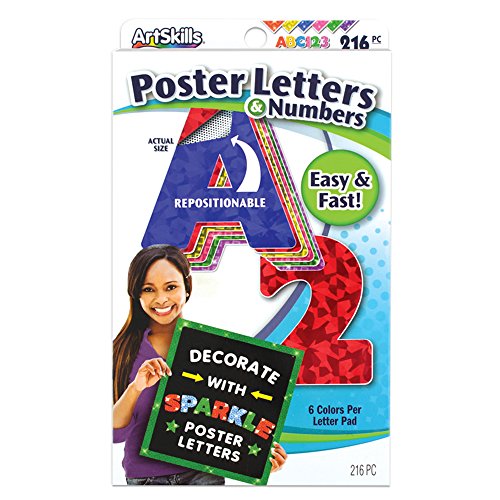 ArtSkills®
ABC123 216 PC
Poster Letters
& Numbers
ACTUAL
SIZE
A
REPOSITIONABLE
Easy &
Fast!
2
DECORATE
WITH
SPARKLE
POSTER
LETTERS
6 Colors Per
Letter Pad
216 PC